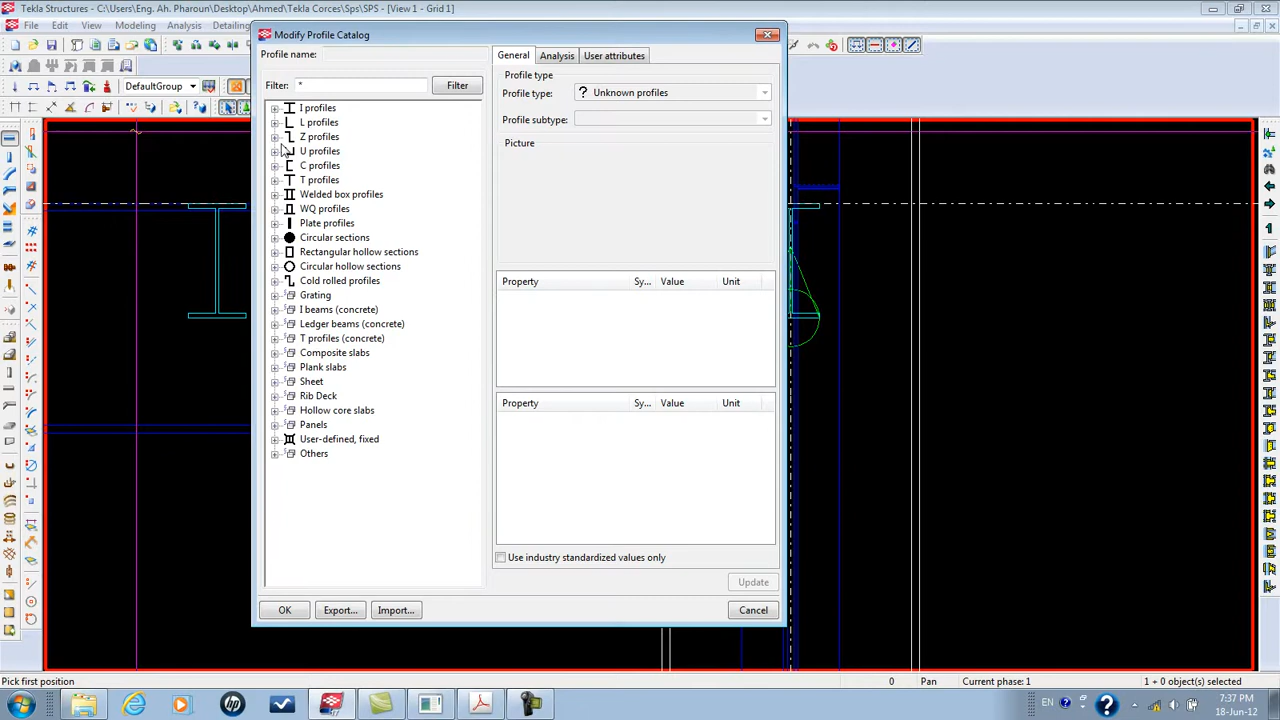 Tekla Structures - C:\Users\Eng. Ah. Pharoun\Desktop\Ahmed\Tekla Corces\Sps\SPS - [View 1 - Grid 1]
File Edit View Modeling Analysis Detailing
DefaultGroup
Modify Profile Catalog
Profile name:
Filter: * Filter
I profiles
L profiles
Z profiles
U profiles
C profiles
T profiles
Welded box profiles
WQ profiles
Plate profiles
Circular sections
Rectangular hollow sections
Circular hollow sections
Cold rolled profiles
Grating
I beams (concrete)
Ledger beams (concrete)
T profiles (concrete)
Composite slabs
Plank slabs
Sheet
Rib Deck
Hollow core slabs
Panels
User-defined, fixed
Others
General Analysis User attributes
Profile type
Profile type: ? Unknown profiles
Profile subtype:
Picture
Property Sy... Value Unit
Property Sy... Value Unit
Use industry standardized values only
Update
OK Export... Import... Cancel
Pick first position 0 Pan Current phase: 1 1 + 0 object(s) selected
EN 7:37 PM
18-Jun-12